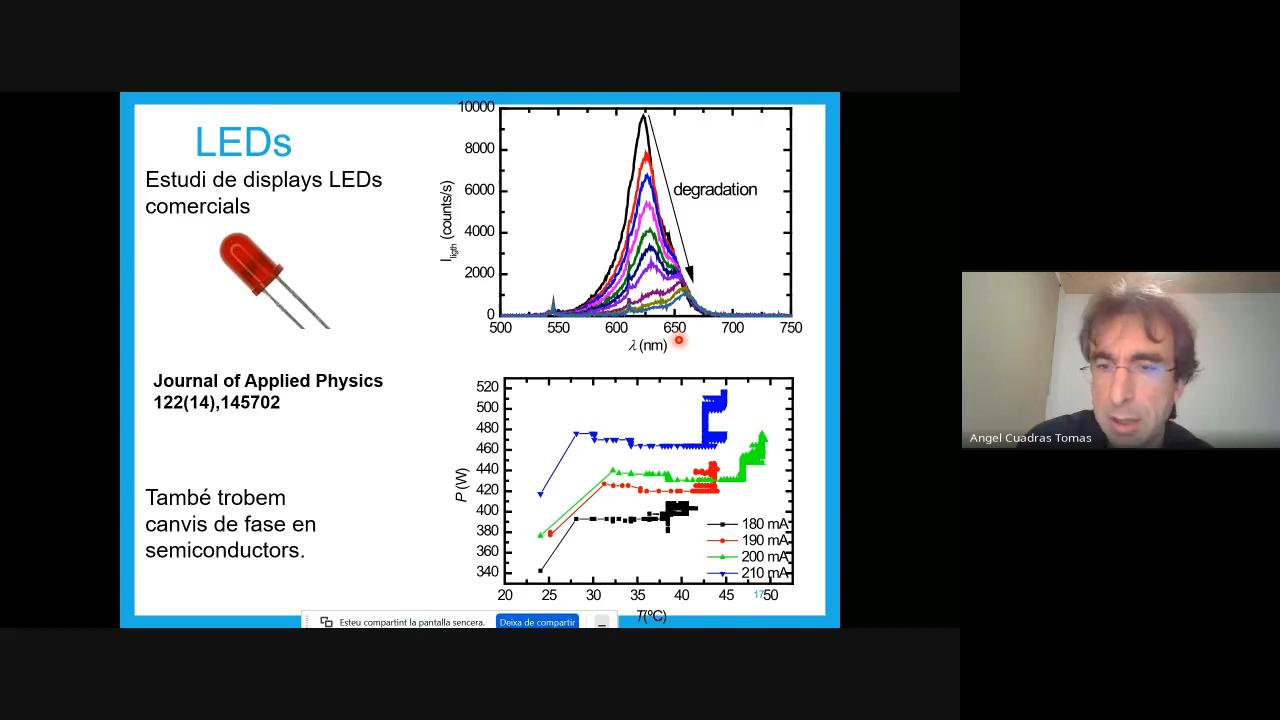 LEDs
Estudi de displays LEDs
comercials
Journal of Applied Physics
122(14),145702
També trobem
canvis de fase en
semiconductors.
10000
8000
6000
4000
2000
0
I ligth (counts/s)
degradation
500 550 600 650 700 750
λ (nm)
520
500
480
460
440
420
400
380
360
340
P (W)
180 mA
190 mA
200 mA
210 mA
20 25 30 35 40 45 50
17
T(ºC)
Esteu compartint la pantalla sencera.
Deixa de compartir
Angel Cuadras Tomas